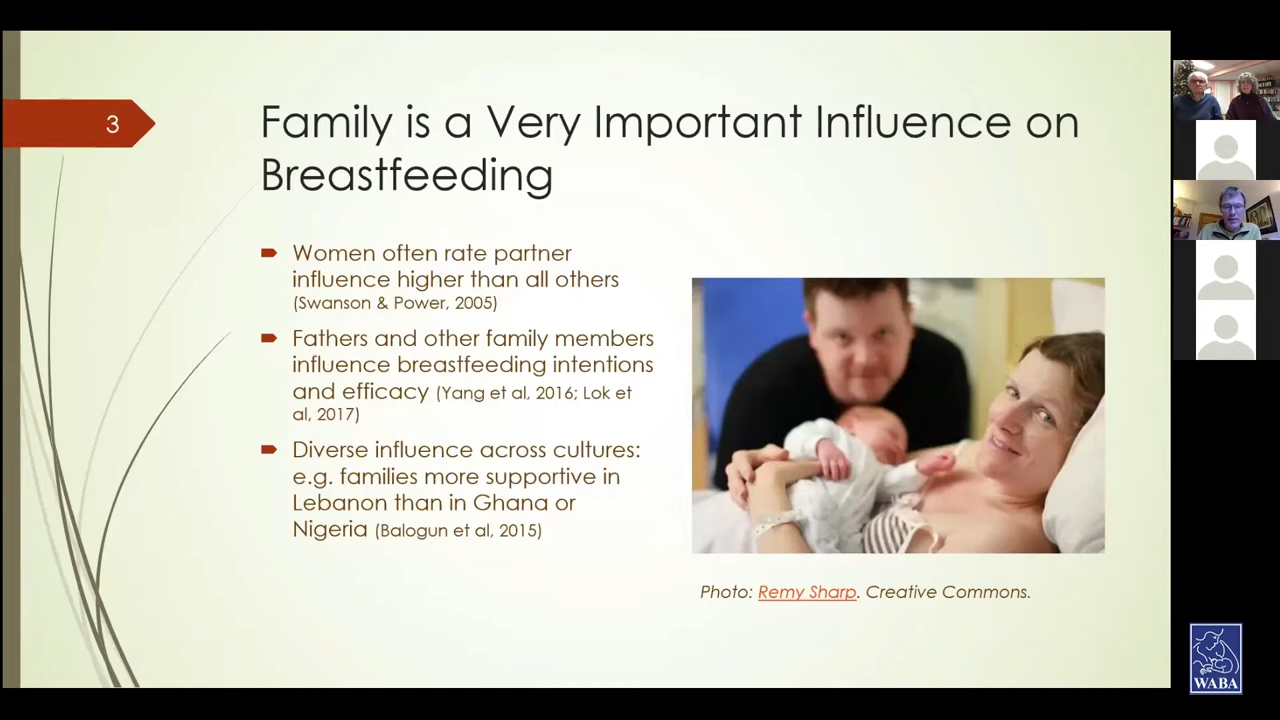 3
Family is a Very Important Influence on
Breastfeeding
Women often rate partner
influence higher than all others
(Swanson & Power, 2005)
Fathers and other family members
influence breastfeeding intentions
and efficacy (Yang et al, 2016; Lok et
al, 2017)
Diverse influence across cultures:
e.g. families more supportive in
Lebanon than in Ghana or
Nigeria (Balogun et al, 2015)
Photo: Remy Sharp. Creative Commons.
WABA